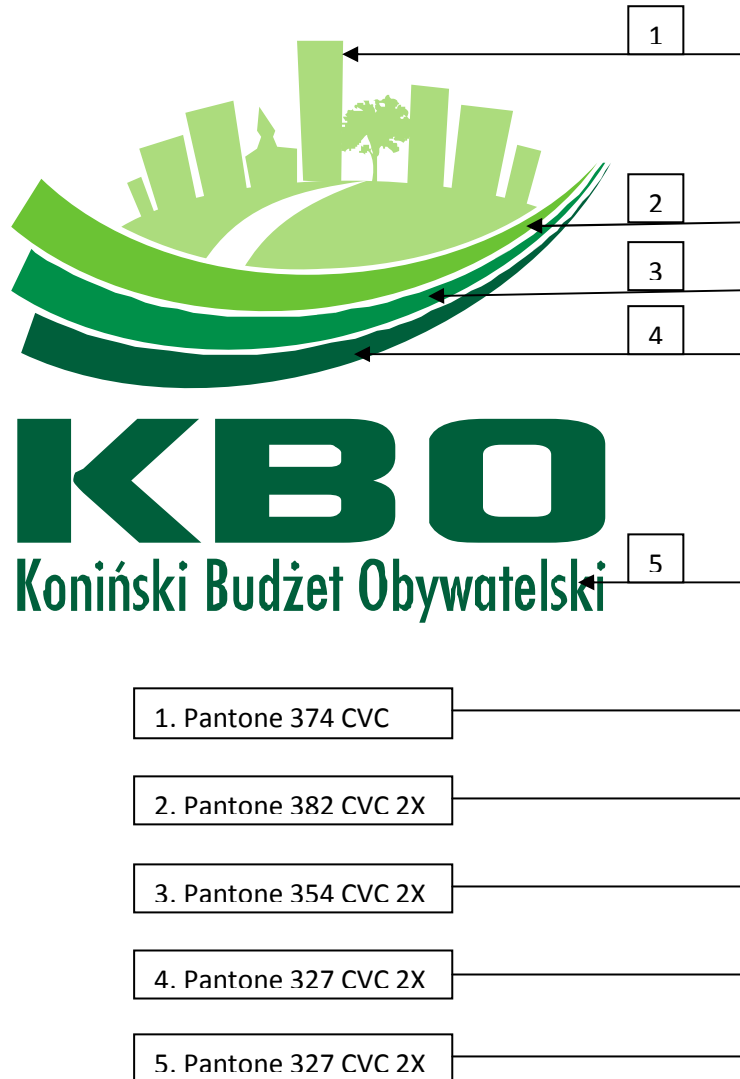 1
2
3
4
KBO
5
Koniński Budżet Obywatelski
1. Pantone 374 CVC
2. Pantone 382 CVC 2X
3. Pantone 354 CVC 2X
4. Pantone 327 CVC 2X
5. Pantone 327 CVC 2X